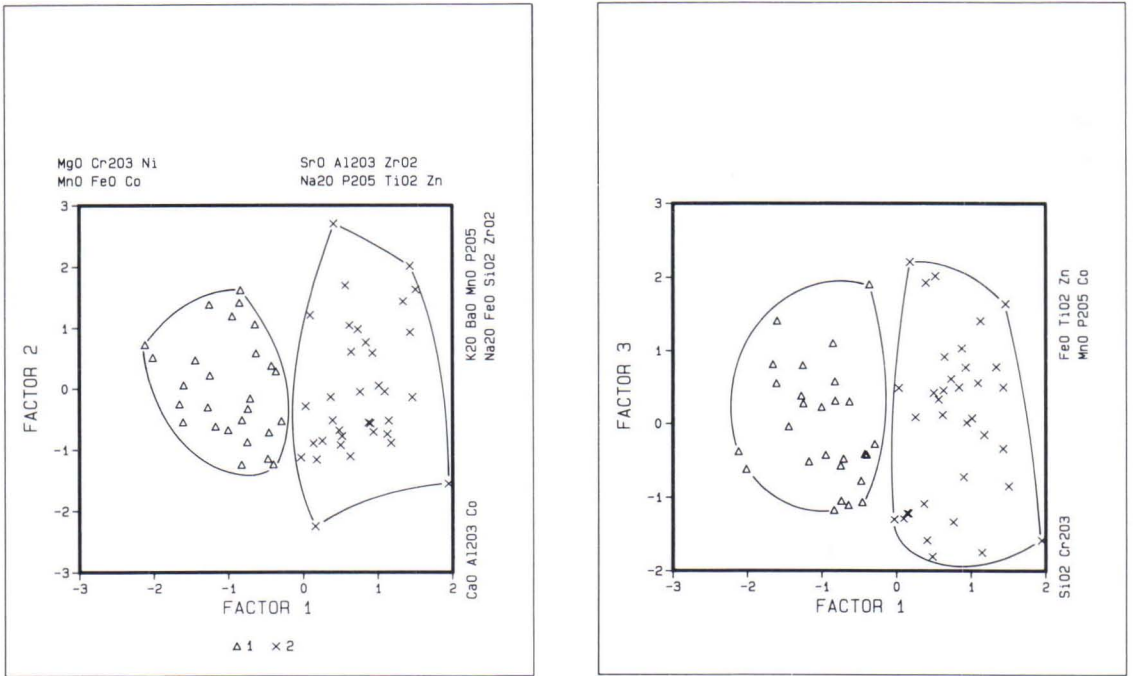 MgO Cr2O3 Ni
MnO FeO Co
SrO Al2O3 ZrO2
Na2O P2O5 TiO2 Zn
3
2
1
0
-1
-2
-3
FACTOR 2
-3
-2
-1
0
1
2
FACTOR 1
K2O BaO MnO P2O5
Na2O FeO SiO2 ZrO2
CaO Al2O3 Co
1
2
3
2
1
0
-1
-2
FACTOR 3
-3
-2
-1
0
1
2
FACTOR 1
FeO TiO2 Zn
MnO P2O5 Co
SiO2 Cr2O3